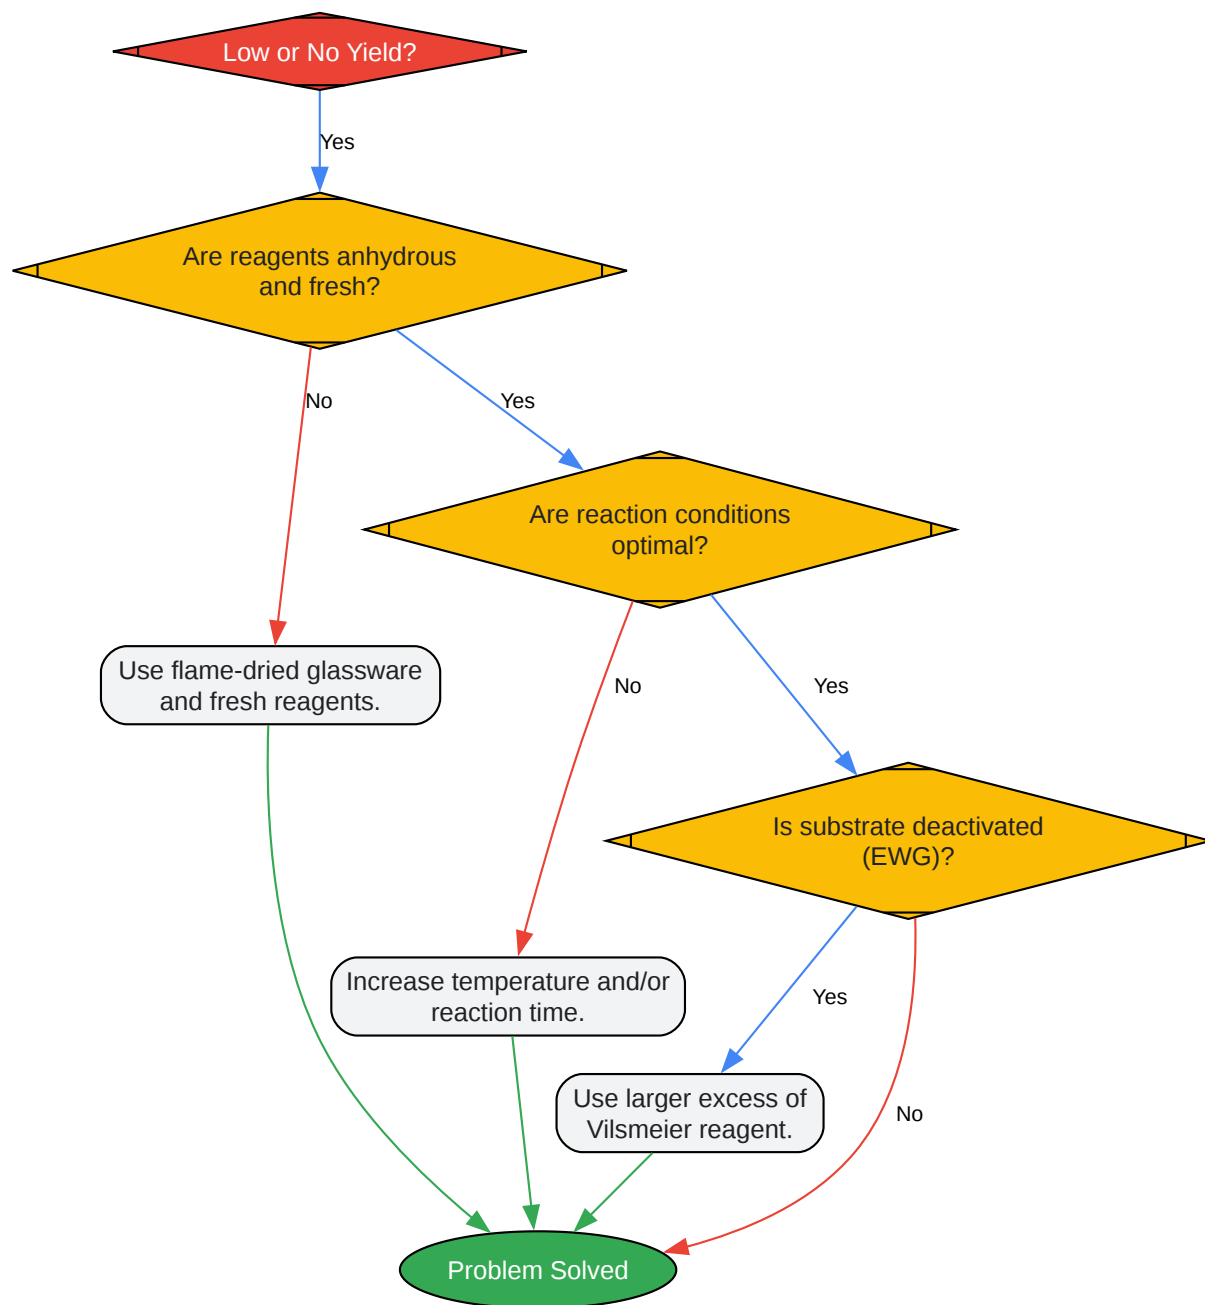 Low or No Yield?
Yes
Are reagents anhydrous
and fresh?
No
Yes
Are reaction conditions
optimal?
Use flame-dried glassware
and fresh reagents.
No
Yes
Is substrate deactivated
(EWG)?
Increase temperature and/or
reaction time.
Yes
Use larger excess of
Vilsmeier reagent.
No
Problem Solved